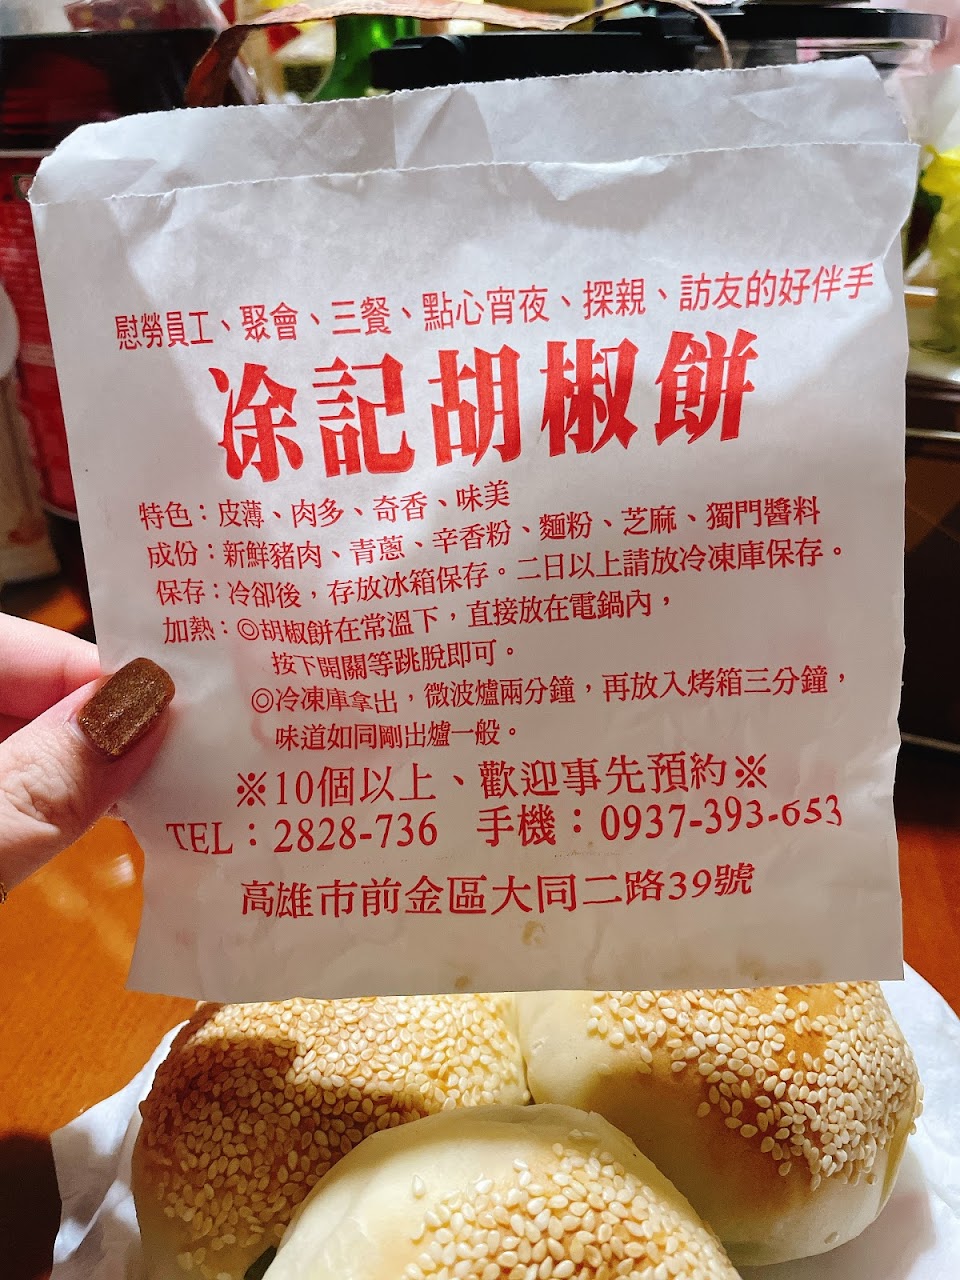 慰勞員工、聚會、三餐、點心宵夜、探親、訪友的好伴手
凃記胡椒餅
特色：皮薄、肉多、奇香、味美
成份：新鮮豬肉、青蔥、辛香粉、麵粉、芝麻、獨門醬料
保存：冷卻後，存放冰箱保存。二日以上請放冷凍庫保存。
加熱：◎胡椒餅在常溫下，直接放在電鍋內，
按下開關等跳脫即可。
◎冷凍庫拿出，微波爐兩分鐘，再放入烤箱三分鐘，
味道如同剛出爐一般。
※10個以上、歡迎事先預約※
TEL：2828-736 手機：0937-393-653
高雄市前金區大同二路39號